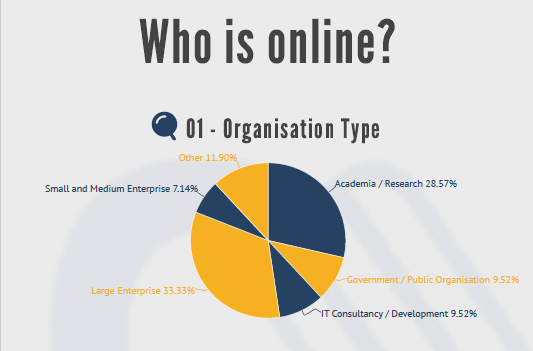 Who is online?
01 - Organisation Type
Other 11.90%
Academia / Research 28.57%
Small and Medium Enterprise 7.14%
Government / Public Organisation 9.52%
Large Enterprise 33.33%
IT Consultancy / Development 9.52%